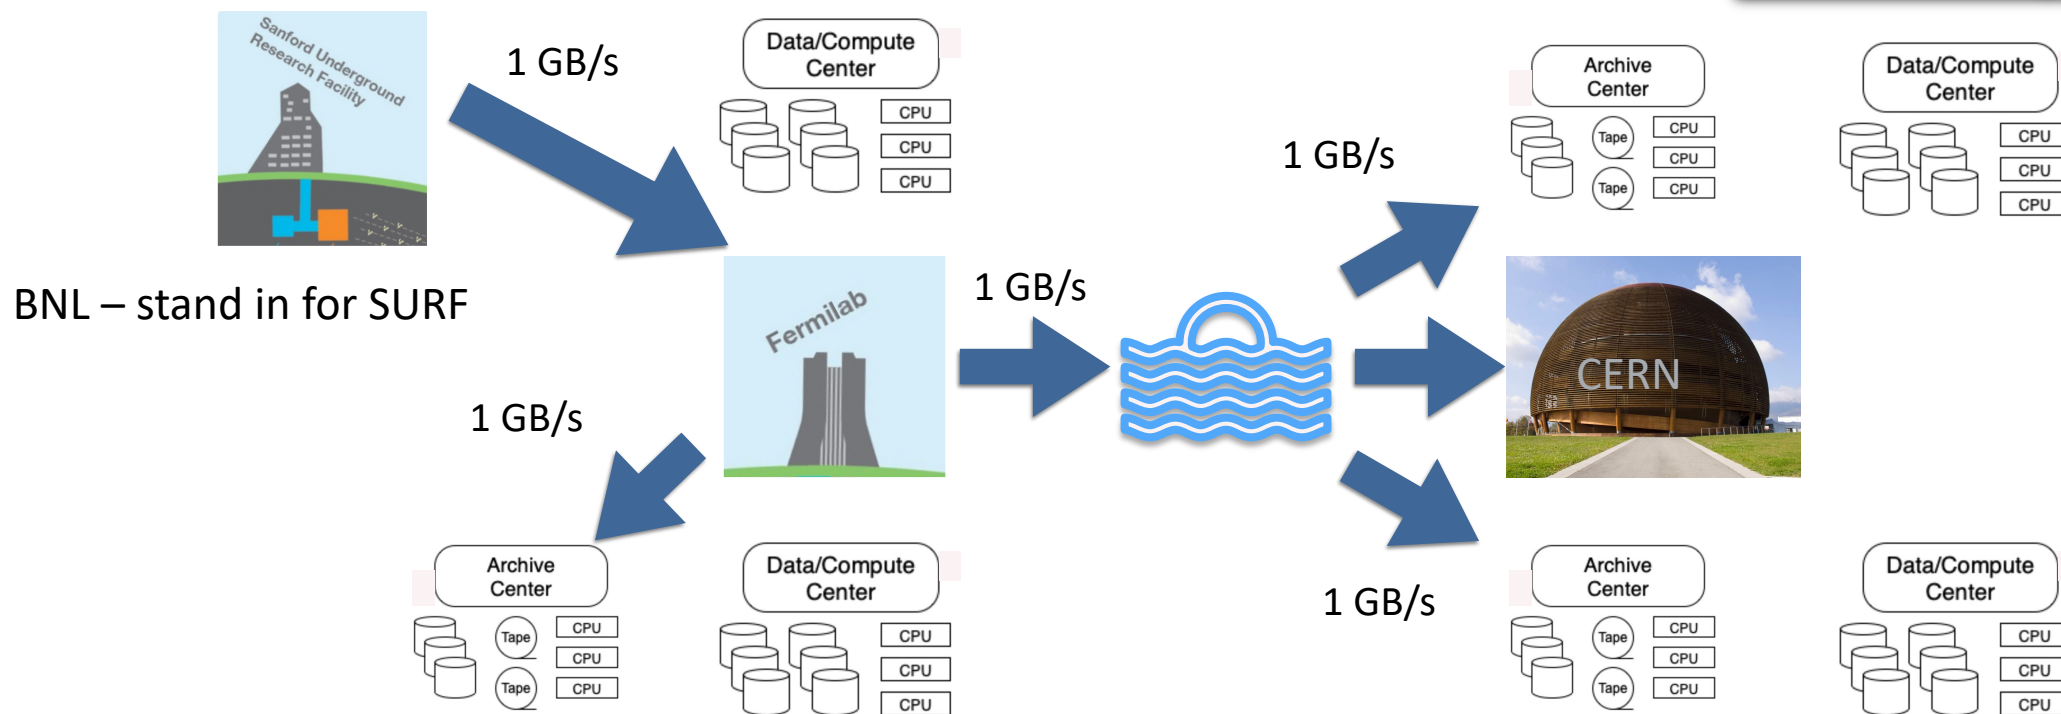 Sanford Underground
Research Facility
1 GB/s
Data/Compute
Center
CPU
CPU
CPU
1 GB/s
Archive
Center
Tape
Tape
CPU
CPU
CPU
Data/Compute
Center
CPU
CPU
CPU
BNL – stand in for SURF
Fermilab
1 GB/s
CERN
1 GB/s
Archive
Center
Tape
Tape
CPU
CPU
CPU
Data/Compute
Center
CPU
CPU
CPU
1 GB/s
Archive
Center
Tape
Tape
CPU
CPU
CPU
Data/Compute
Center
CPU
CPU
CPU